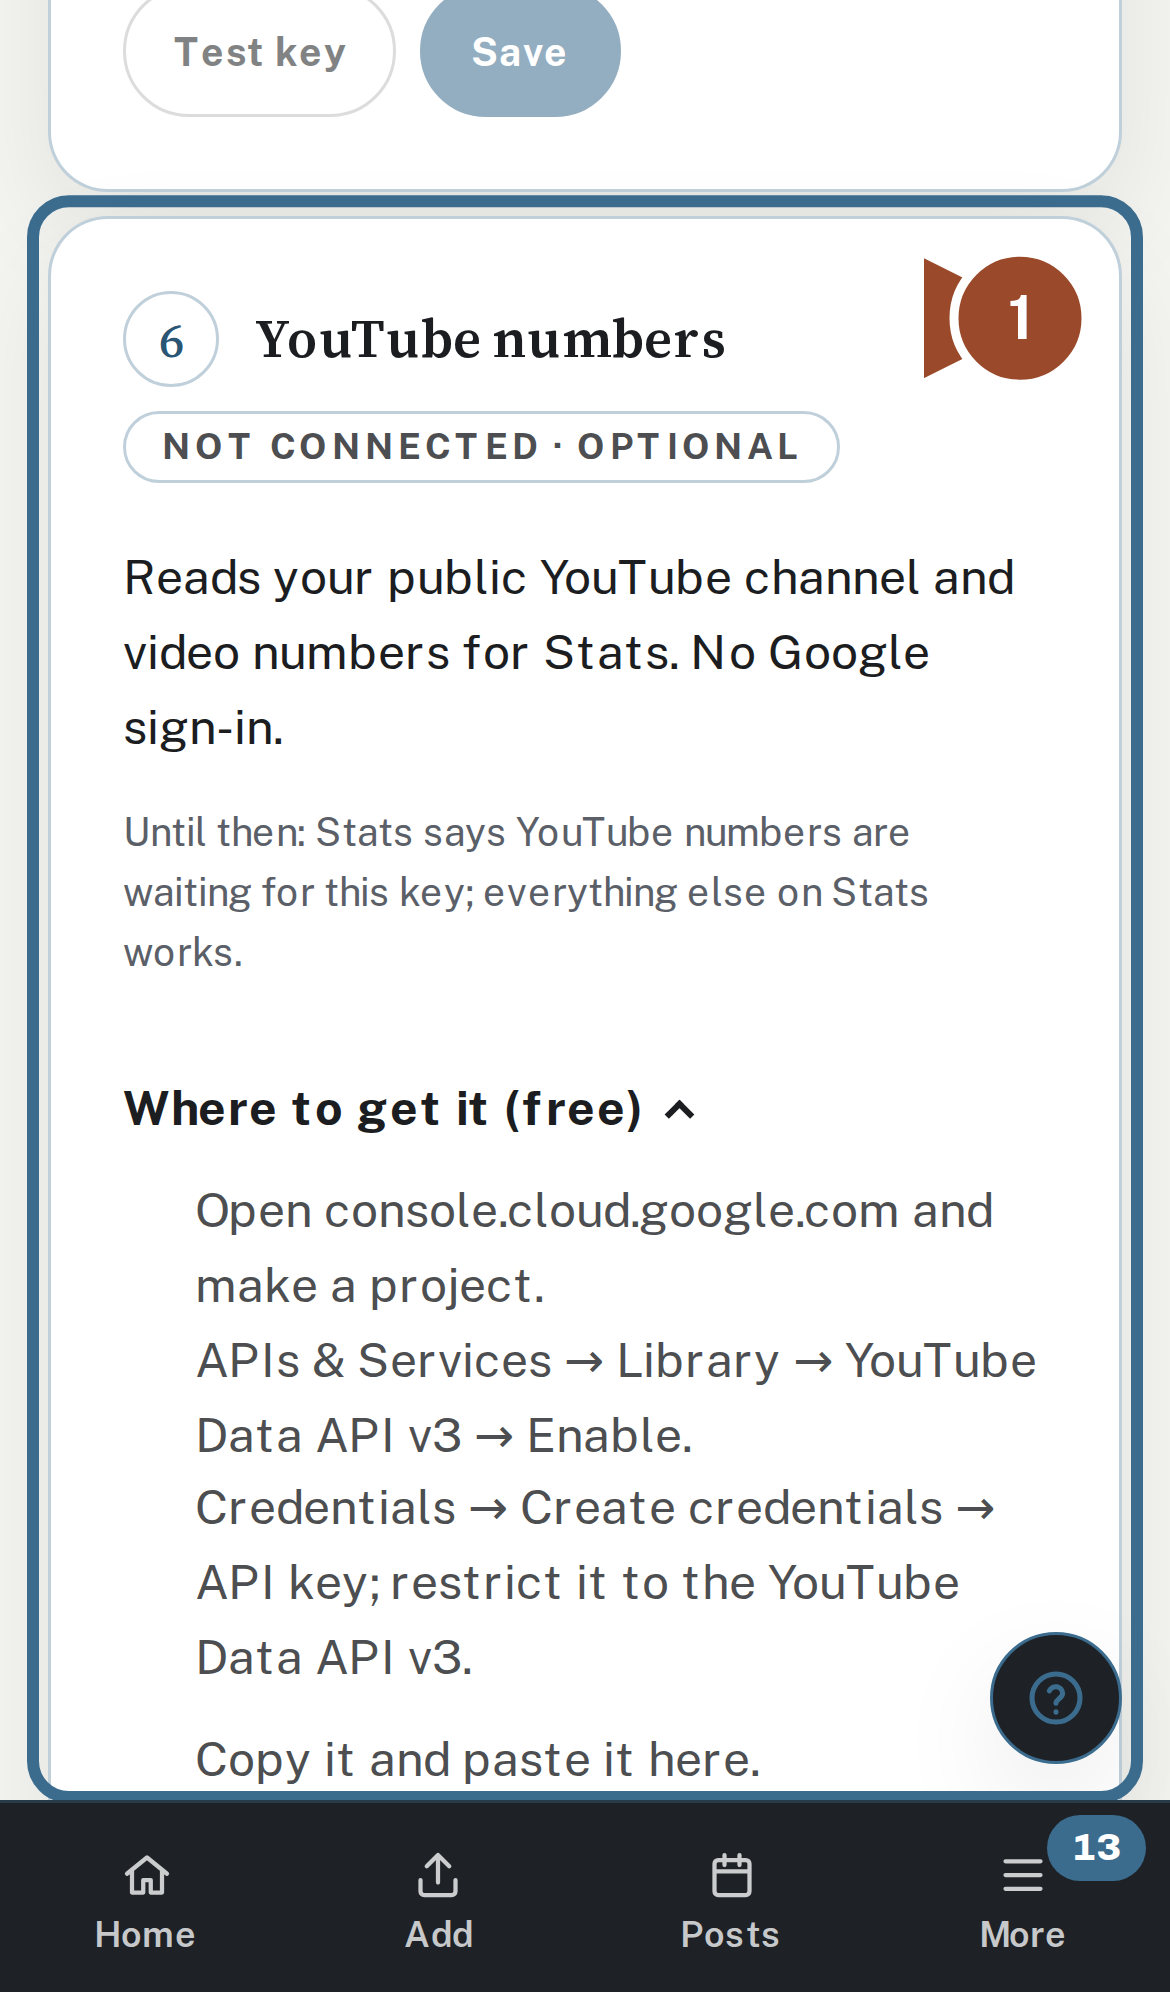 Test key
Save
6
YouTube numbers
1
NOT CONNECTED · OPTIONAL
Reads your public YouTube channel and
video numbers for Stats. No Google
sign-in.
Until then: Stats says YouTube numbers are
waiting for this key; everything else on Stats
works.
Where to get it (free)
Open console.cloud.google.com and
make a project.
APIs & Services → Library → YouTube
Data API v3 → Enable.
Credentials → Create credentials →
API key; restrict it to the YouTube
Data API v3.
Copy it and paste it here.
13
Home
Add
Posts
More